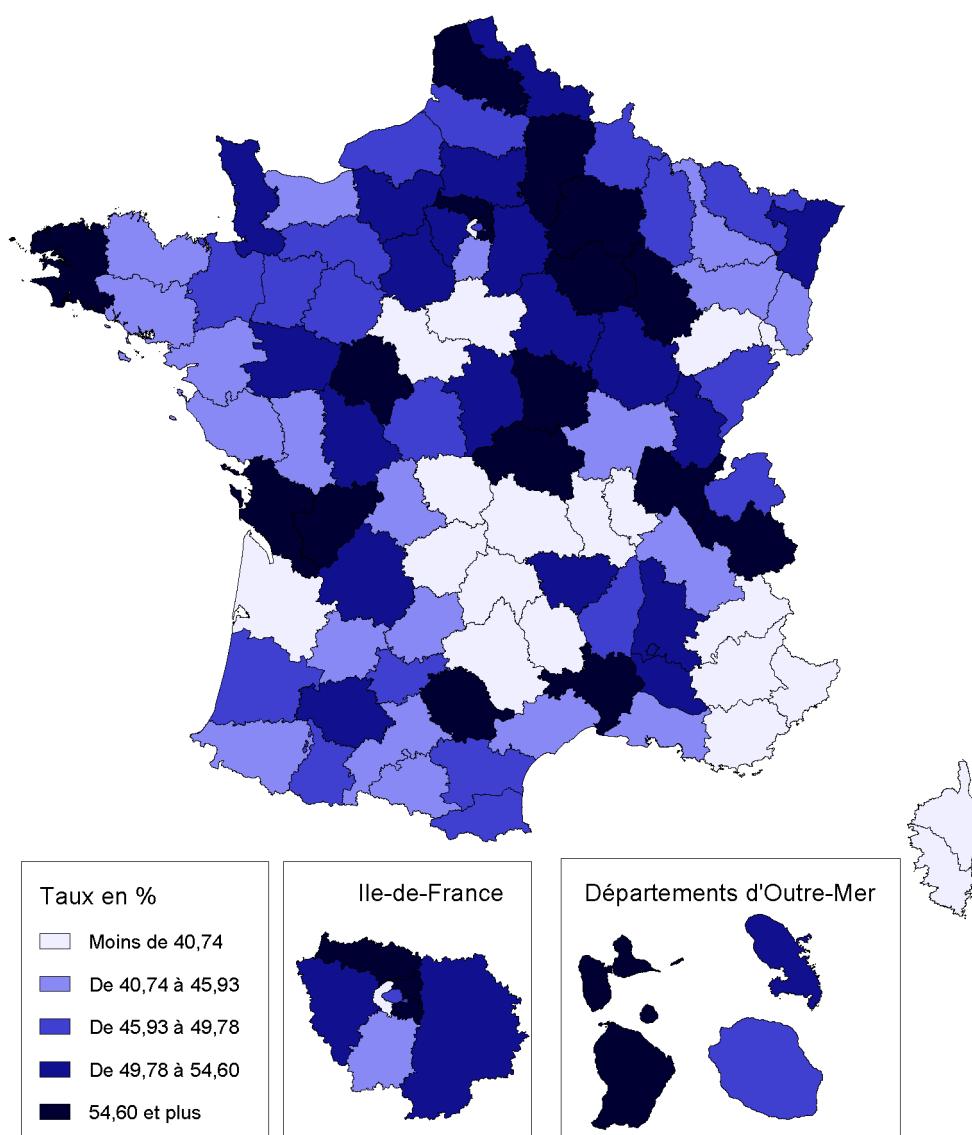 Taux en %
Moins de 40,74
De 40,74 à 45,93
De 45,93 à 49,78
De 49,78 à 54,60
54,60 et plus
Ile-de-France
Départements d'Outre-Mer